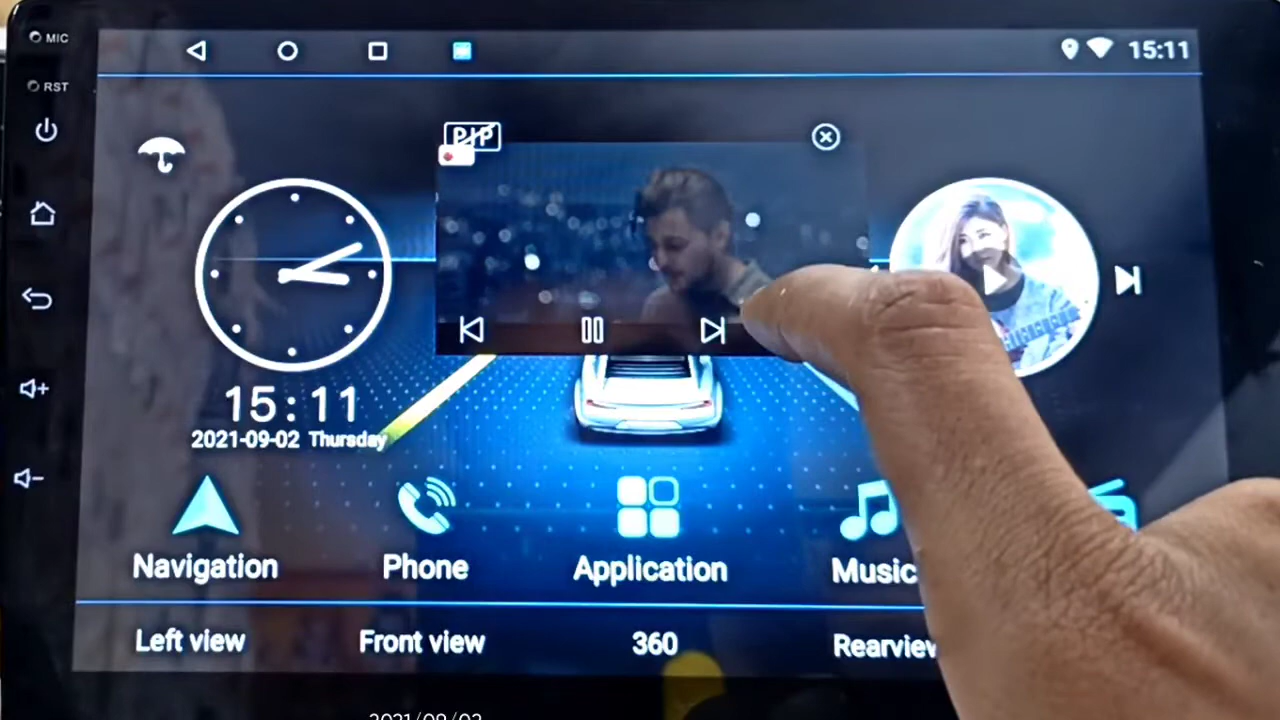 MIC
15:11
RST
PIP
15:11
2021-09-02 Thursday
Navigation
Phone
Application
Music
Left view
Front view
360
Rearview